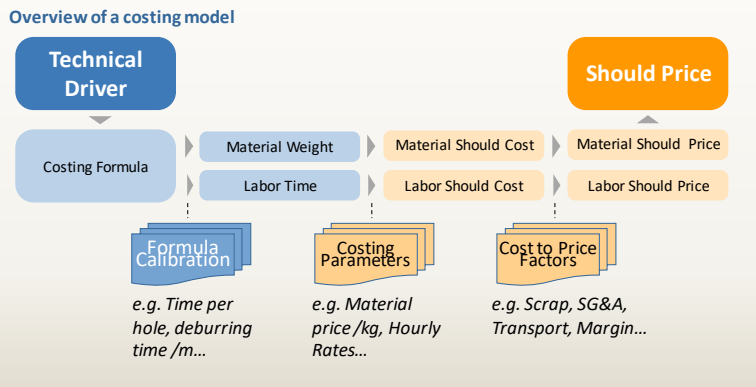 Overview of a costing model
Technical
Driver
Should Price
Costing Formula
Material Weight
Material Should Cost
Material Should Price
Labor Time
Labor Should Cost
Labor Should Price
Formula
Calibration
Costing
Parameters
Cost to Price
Factors
e.g. Time per
hole, deburring
time /m...
e.g. Material
price /kg, Hourly
Rates...
e.g. Scrap, SG&A,
Transport, Margin...